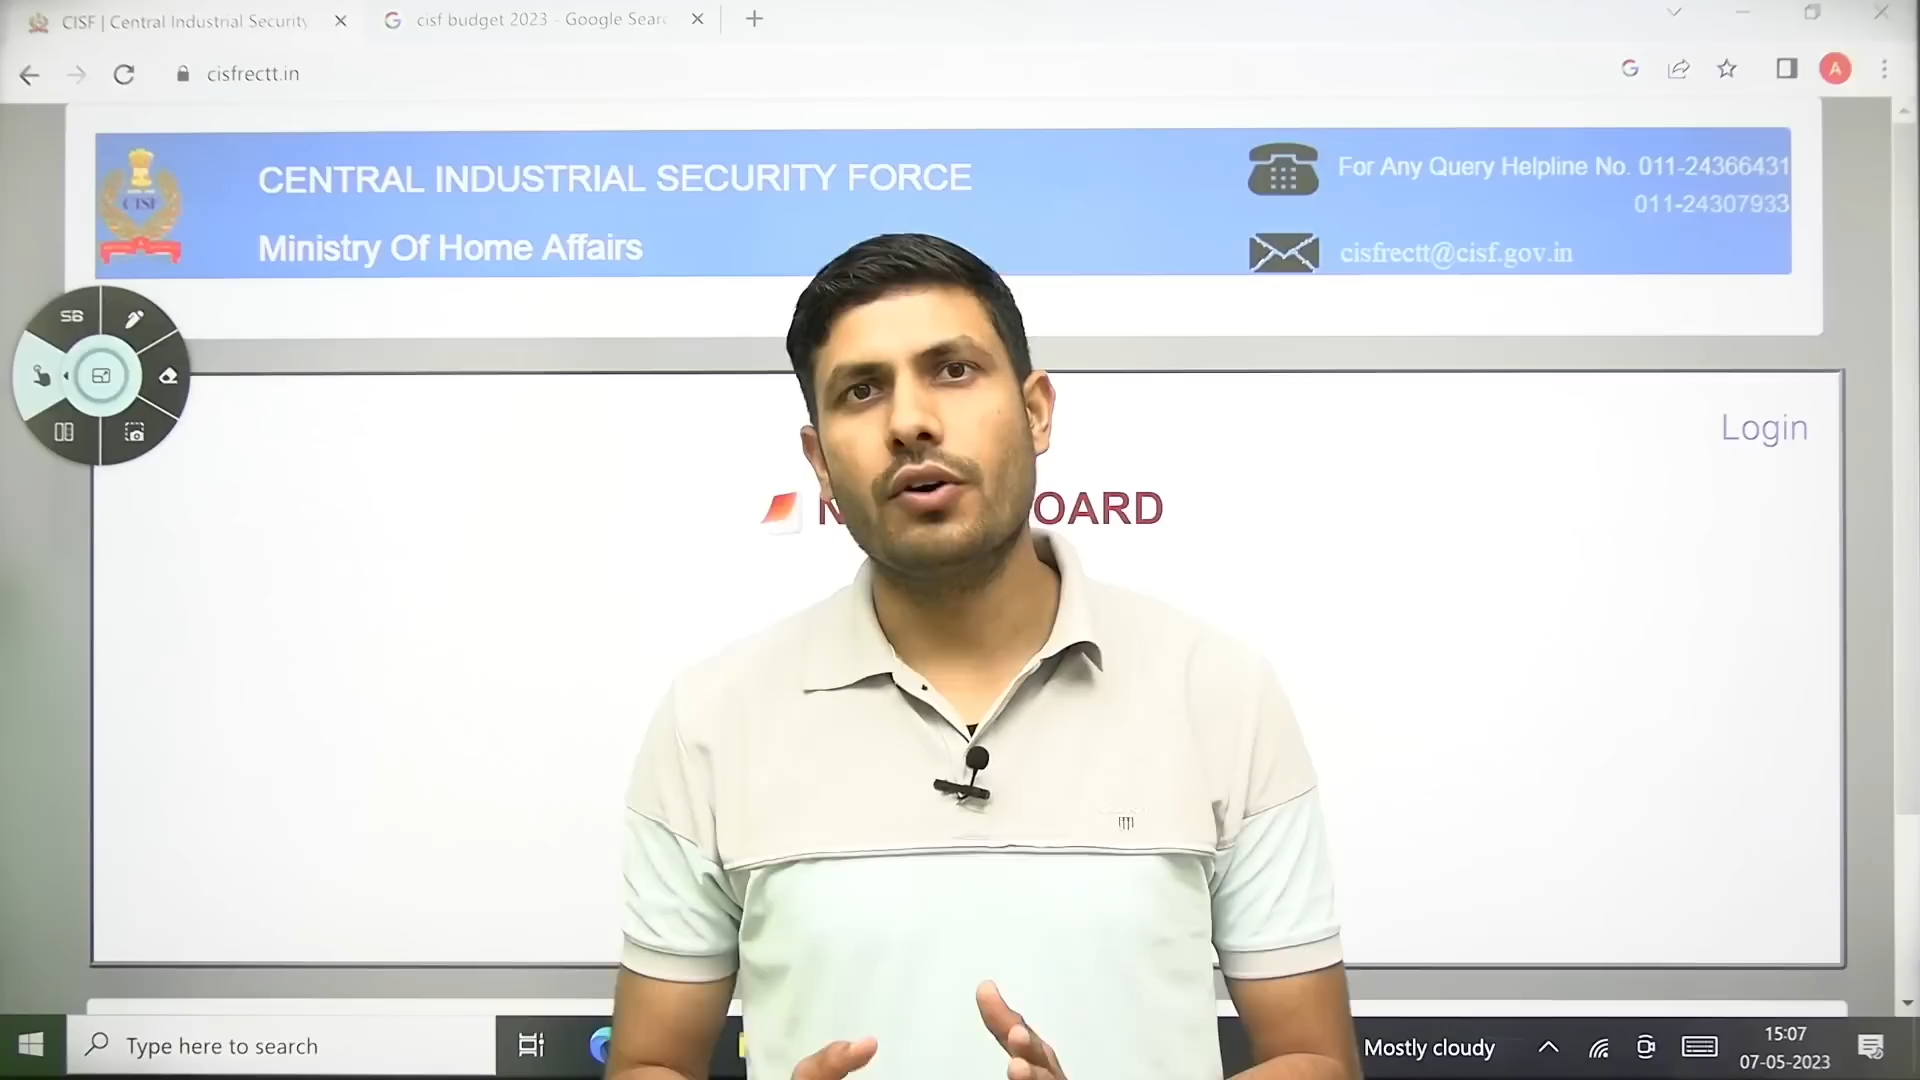 CISF | Central Industrial Security
cisf budget 2023 - Google Sear
cisfrectt.in
A
CISF
CENTRAL INDUSTRIAL SECURITY FORCE
Ministry Of Home Affairs
For Any Query Helpline No. 011-24366431
011-24307933
cisfrectt@cisf.gov.in
Login
OARD
Type here to search
Mostly cloudy
15:07
07-05-2023